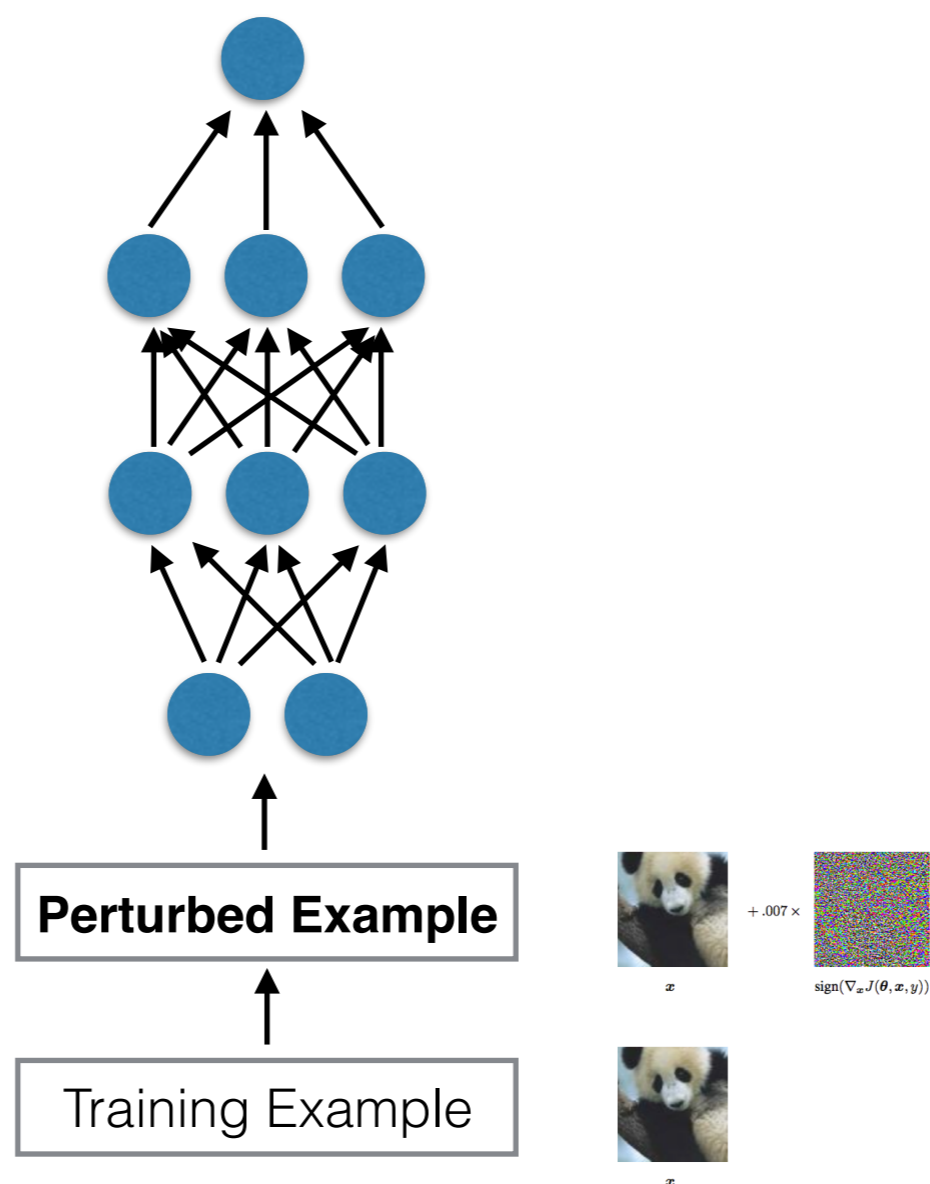 Perturbed Example
+ .007 ×
x
sign(∇ₓJ(θ, x, y))
Training Example
x